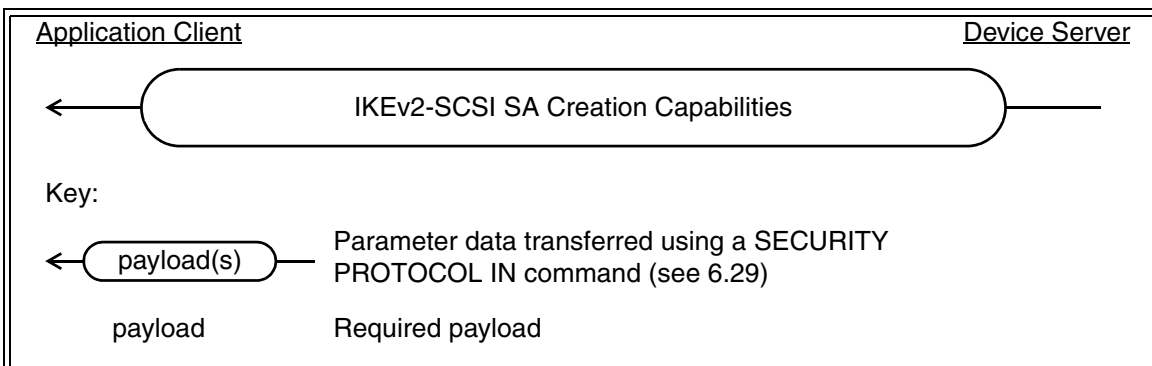 Application Client Device Server
IKEv2-SCSI SA Creation Capabilities
Key:
payload(s) Parameter data transferred using a SECURITY
PROTOCOL IN command (see 6.29)
payload Required payload